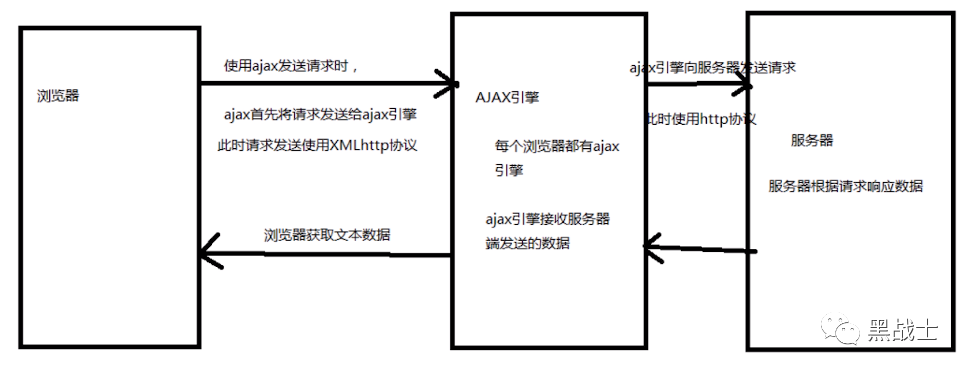 浏览器
使用ajax发送请求时，
ajax首先将请求发送给ajax引擎
此时请求发送使用XMLhttp协议
浏览器获取文本数据
AJAX引擎
每个浏览器都有ajax
引擎
ajax引擎接收服务器
端发送的数据
ajax引擎向服务器发送请求
此时使用http协议
服务器
服务器根据请求响应数据
黑战士